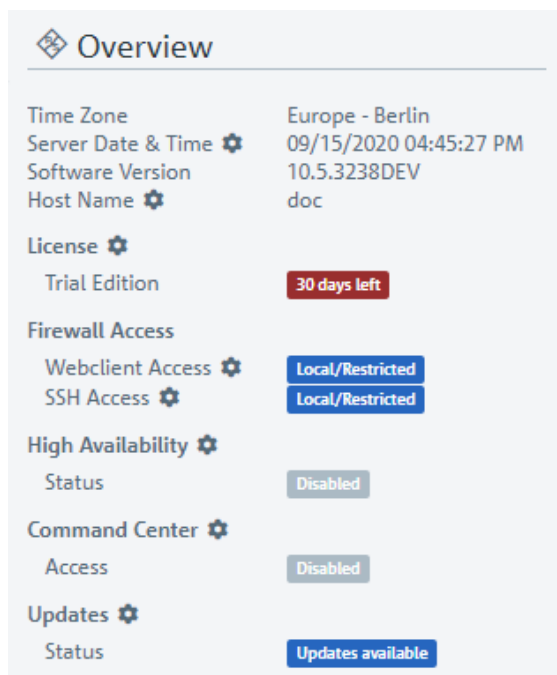 Overview
Time Zone Europe - Berlin
Server Date & Time 09/15/2020 04:45:27 PM
Software Version 10.5.3238DEV
Host Name doc
License
Trial Edition 30 days left
Firewall Access
Webclient Access Local/Restricted
SSH Access Local/Restricted
High Availability
Status Disabled
Command Center
Access Disabled
Updates
Status Updates available